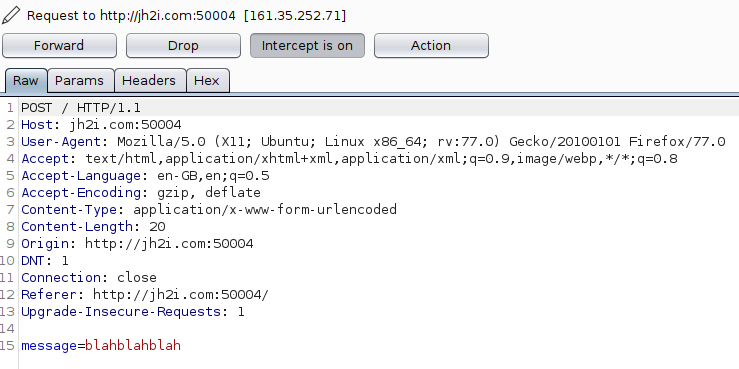 Request to http://jh2i.com:50004 [161.35.252.71]
Forward Drop Intercept is on Action
Raw Params Headers Hex
1 POST / HTTP/1.1
2 Host: jh2i.com:50004
3 User-Agent: Mozilla/5.0 (X11; Ubuntu; Linux x86_64; rv:77.0) Gecko/20100101 Firefox/77.0
4 Accept: text/html,application/xhtml+xml,application/xml;q=0.9,image/webp,*/*;q=0.8
5 Accept-Language: en-GB,en;q=0.5
6 Accept-Encoding: gzip, deflate
7 Content-Type: application/x-www-form-urlencoded
8 Content-Length: 20
9 Origin: http://jh2i.com:50004
10 DNT: 1
11 Connection: close
12 Referer: http://jh2i.com:50004/
13 Upgrade-Insecure-Requests: 1
14
15 message=blahblahblah